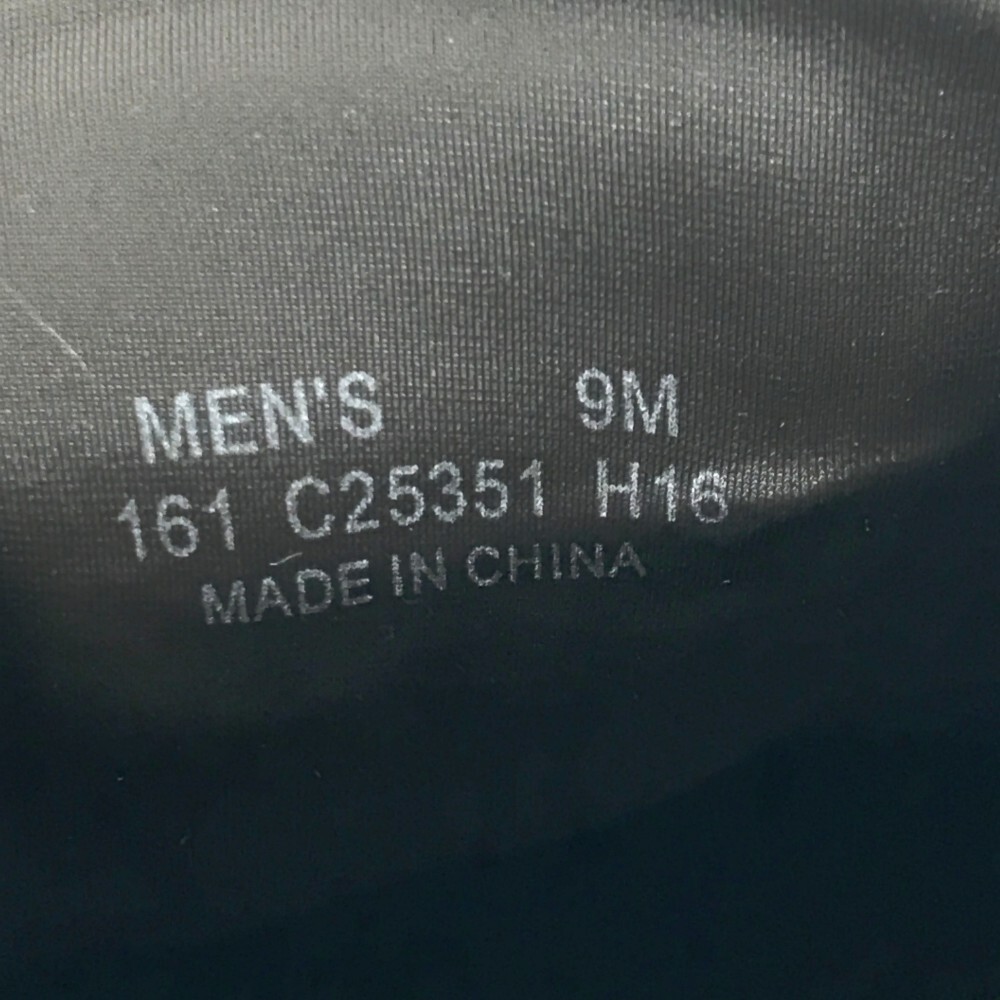 MEN'S 9M
161 C25351 H16
MADE IN CHINA